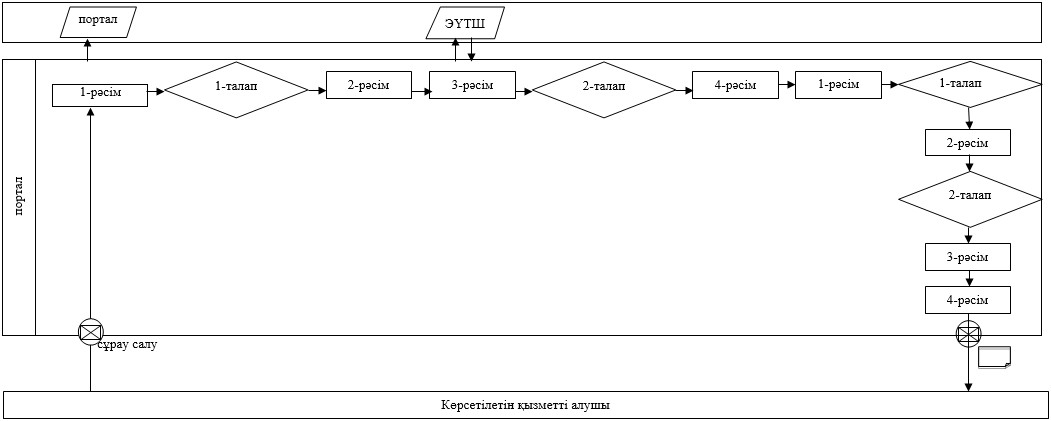 портал
ЭҮТШ
портал
1-рәсім
1-талап
2-рәсім
3-рәсім
2-талап
4-рәсім
1-рәсім
1-талап
2-рәсім
2-талап
3-рәсім
4-рәсім
сұрау салу
Көрсетілетін қызметті алушы